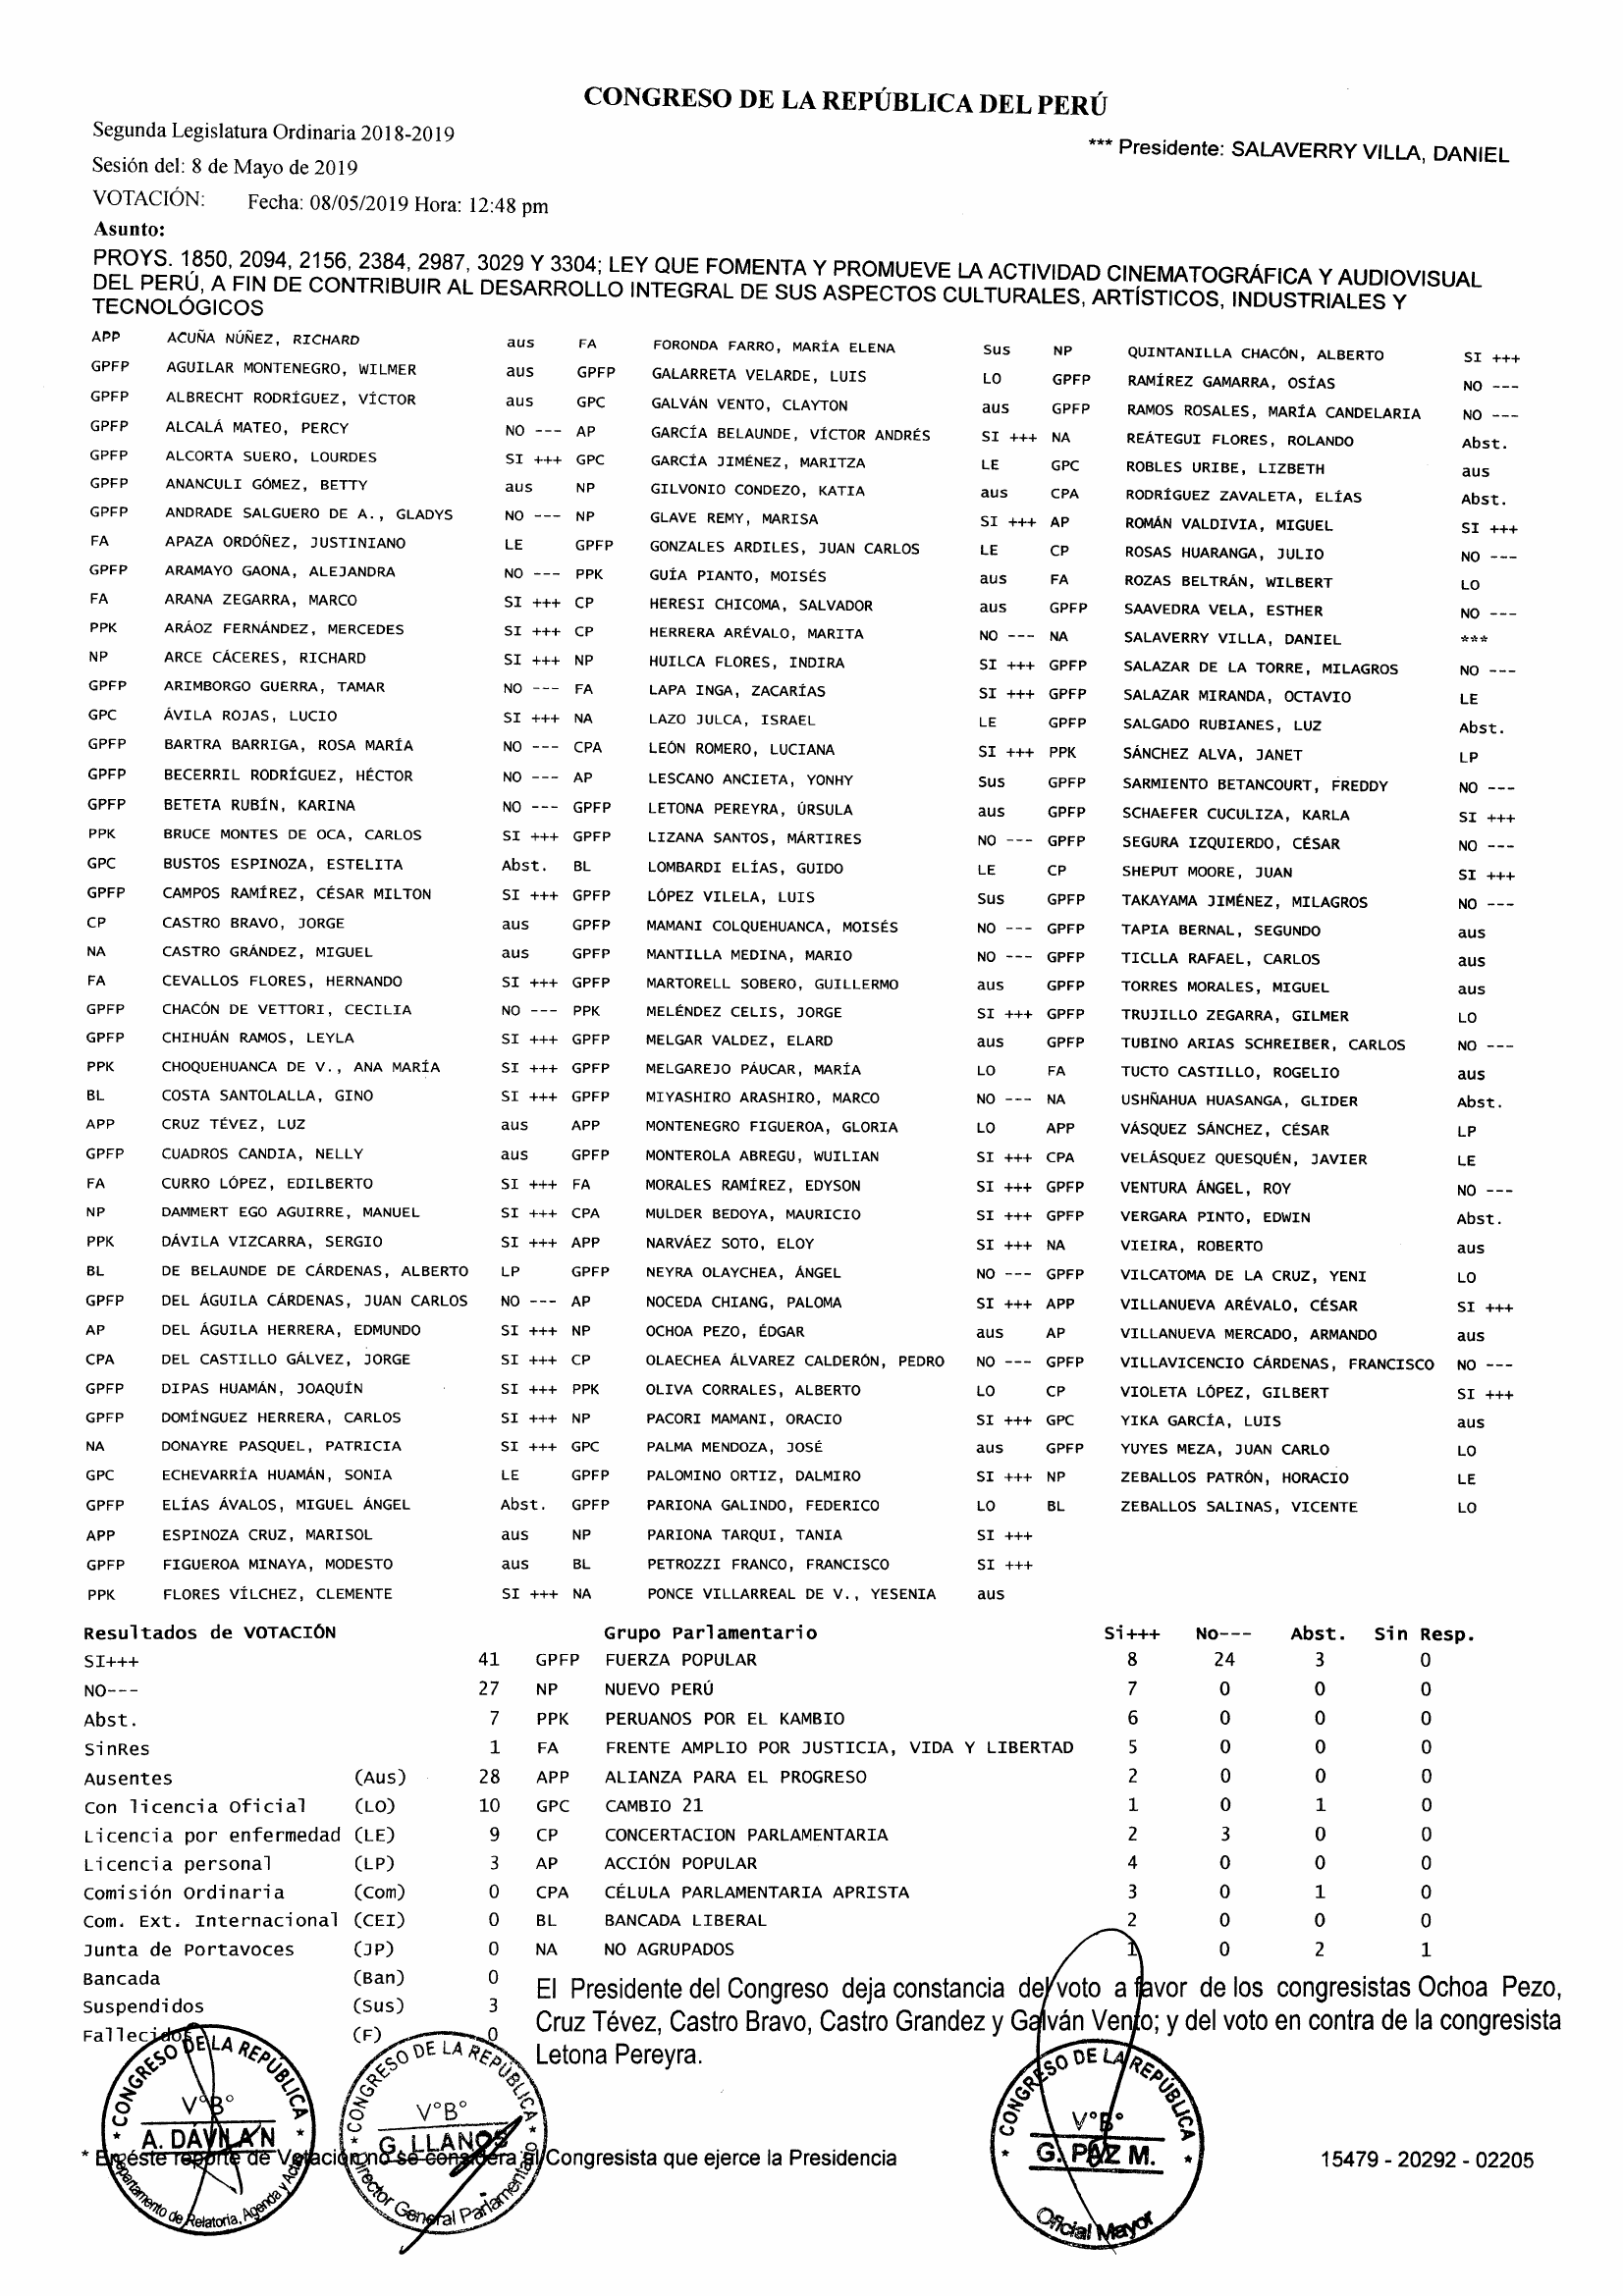 CONGRESO DE LA REPÚBLICA DEL PERÚ
Segunda Legislatura Ordinaria 2018-2019
*** Presidente: SALAVERRY VILLA, DANIEL
Sesión del: 8 de Mayo de 2019
VOTACIÓN: Fecha: 08/05/2019 Hora: 12:48 pm
Asunto:
PROYS. 1850, 2094, 2156, 2384, 2987, 3029 Y 3304; LEY QUE FOMENTA Y PROMUEVE LA ACTIVIDAD CINEMATOGRÁFICA Y AUDIOVISUAL
DEL PERÚ, A FIN DE CONTRIBUIR AL DESARROLLO INTEGRAL DE SUS ASPECTOS CULTURALES, ARTÍSTICOS, INDUSTRIALES Y
TECNOLÓGICOS
APP ACUÑA NÚÑEZ, RICHARD aus FA FORONDA FARRO, MARÍA ELENA Sus NP QUINTANILLA CHACÓN, ALBERTO SI +++
GPFP AGUILAR MONTENEGRO, WILMER aus GPFP GALARRETA VELARDE, LUIS LO GPFP RAMÍREZ GAMARRA, OSÍAS NO ---
GPFP ALBRECHT RODRÍGUEZ, VÍCTOR aus GPC GALVÁN VENTO, CLAYTON aus GPFP RAMOS ROSALES, MARÍA CANDELARIA NO ---
GPFP ALCALÁ MATEO, PERCY NO --- AP GARCÍA BELAUNDE, VÍCTOR ANDRÉS SI +++ NA REÁTEGUI FLORES, ROLANDO Abst.
GPFP ALCORTA SUERO, LOURDES SI +++ GPC GARCÍA JIMÉNEZ, MARITZA LE GPC ROBLES URIBE, LIZBETH aus
GPFP ANANCULI GÓMEZ, BETTY aus NP GILVONIO CONDEZO, KATIA aus CPA RODRÍGUEZ ZAVALETA, ELÍAS Abst.
GPFP ANDRADE SALGUERO DE A., GLADYS NO --- NP GLAVE REMY, MARISA SI +++ AP ROMÁN VALDIVIA, MIGUEL SI +++
FA APAZA ORDÓÑEZ, JUSTINIANO LE GPFP GONZALES ARDILES, JUAN CARLOS LE CP ROSAS HUARANGA, JULIO NO ---
GPFP ARAMAYO GAONA, ALEJANDRA NO --- PPK GUÍA PIANTO, MOISÉS aus FA ROZAS BELTRÁN, WILBERT LO
FA ARANA ZEGARRA, MARCO SI +++ CP HERESI CHICOMA, SALVADOR aus GPFP SAAVEDRA VELA, ESTHER NO ---
PPK ARÁOZ FERNÁNDEZ, MERCEDES SI +++ CP HERRERA ARÉVALO, MARITA NO --- NA SALAVERRY VILLA, DANIEL ***
NP ARCE CÁCERES, RICHARD SI +++ NP HUILCA FLORES, INDIRA SI +++ GPFP SALAZAR DE LA TORRE, MILAGROS NO ---
GPFP ARIMBORGO GUERRA, TAMAR NO --- FA LAPA INGA, ZACARÍAS SI +++ GPFP SALAZAR MIRANDA, OCTAVIO LE
GPC ÁVILA ROJAS, LUCIO SI +++ NA LAZO JULCA, ISRAEL LE GPFP SALGADO RUBIANES, LUZ Abst.
GPFP BARTRA BARRIGA, ROSA MARÍA NO --- CPA LEÓN ROMERO, LUCIANA SI +++ PPK SÁNCHEZ ALVA, JANET LP
GPFP BECERRIL RODRÍGUEZ, HÉCTOR NO --- AP LESCANO ANCIETA, YONHY Sus GPFP SARMIENTO BETANCOURT, FREDDY NO ---
GPFP BETETA RUBÍN, KARINA NO --- GPFP LETONA PEREYRA, ÚRSULA aus GPFP SCHAEFER CUCULIZA, KARLA SI +++
PPK BRUCE MONTES DE OCA, CARLOS SI +++ GPFP LIZANA SANTOS, MÁRTIRES NO --- GPFP SEGURA IZQUIERDO, CÉSAR NO ---
GPC BUSTOS ESPINOZA, ESTELITA Abst. BL LOMBARDI ELÍAS, GUIDO LE CP SHEPUT MOORE, JUAN SI +++
GPFP CAMPOS RAMÍREZ, CÉSAR MILTON SI +++ GPFP LÓPEZ VILELA, LUIS Sus GPFP TAKAYAMA JIMÉNEZ, MILAGROS NO ---
CP CASTRO BRAVO, JORGE aus GPFP MAMANI COLQUEHUANCA, MOISÉS NO --- GPFP TAPIA BERNAL, SEGUNDO aus
NA CASTRO GRÁNDEZ, MIGUEL aus GPFP MANTILLA MEDINA, MARIO NO --- GPFP TICLLA RAFAEL, CARLOS aus
FA CEVALLOS FLORES, HERNANDO SI +++ GPFP MARTORELL SOBERO, GUILLERMO aus GPFP TORRES MORALES, MIGUEL aus
GPFP CHACÓN DE VETTORI, CECILIA NO --- PPK MELÉNDEZ CELIS, JORGE SI +++ GPFP TRUJILLO ZEGARRA, GILMER LO
GPFP CHIHUÁN RAMOS, LEYLA SI +++ GPFP MELGAR VALDEZ, ELARD aus GPFP TUBINO ARIAS SCHREIBER, CARLOS NO ---
PPK CHOQUEHUANCA DE V., ANA MARÍA SI +++ GPFP MELGAREJO PÁUCAR, MARÍA LO FA TUCTO CASTILLO, ROGELIO aus
BL COSTA SANTOLALLA, GINO SI +++ GPFP MIYASHIRO ARASHIRO, MARCO NO --- NA USHÑAHUA HUASANGA, GLIDER Abst.
APP CRUZ TÉVEZ, LUZ aus APP MONTENEGRO FIGUEROA, GLORIA LO APP VÁSQUEZ SÁNCHEZ, CÉSAR LP
GPFP CUADROS CANDIA, NELLY aus GPFP MONTEROLA ABREGU, WUILIAN SI +++ CPA VELÁSQUEZ QUESQUÉN, JAVIER LE
FA CURRO LÓPEZ, EDILBERTO SI +++ FA MORALES RAMÍREZ, EDYSON SI +++ GPFP VENTURA ÁNGEL, ROY NO ---
NP DAMMERT EGO AGUIRRE, MANUEL SI +++ CPA MULDER BEDOYA, MAURICIO SI +++ GPFP VERGARA PINTO, EDWIN Abst.
PPK DÁVILA VIZCARRA, SERGIO SI +++ APP NARVÁEZ SOTO, ELOY SI +++ NA VIEIRA, ROBERTO aus
BL DE BELAUNDE DE CÁRDENAS, ALBERTO LP GPFP NEYRA OLAYCHEA, ÁNGEL NO --- GPFP VILCATOMA DE LA CRUZ, YENI LO
GPFP DEL ÁGUILA CÁRDENAS, JUAN CARLOS NO --- AP NOCEDA CHIANG, PALOMA SI +++ APP VILLANUEVA ARÉVALO, CÉSAR SI +++
AP DEL ÁGUILA HERRERA, EDMUNDO SI +++ NP OCHOA PEZO, ÉDGAR aus AP VILLANUEVA MERCADO, ARMANDO aus
CPA DEL CASTILLO GÁLVEZ, JORGE SI +++ CP OLAECHEA ÁLVAREZ CALDERÓN, PEDRO NO --- GPFP VILLAVICENCIO CÁRDENAS, FRANCISCO NO ---
GPFP DIPAS HUAMÁN, JOAQUÍN SI +++ PPK OLIVA CORRALES, ALBERTO LO CP VIOLETA LÓPEZ, GILBERT SI +++
GPFP DOMÍNGUEZ HERRERA, CARLOS SI +++ NP PACORI MAMANI, ORACIO SI +++ GPC YIKA GARCÍA, LUIS aus
NA DONAYRE PASQUEL, PATRICIA SI +++ GPC PALMA MENDOZA, JOSÉ aus GPFP YUYES MEZA, JUAN CARLO LO
GPC ECHEVARRÍA HUAMÁN, SONIA LE GPFP PALOMINO ORTIZ, DALMIRO SI +++ NP ZEBALLOS PATRÓN, HORACIO LE
GPFP ELÍAS ÁVALOS, MIGUEL ÁNGEL Abst. GPFP PARIONA GALINDO, FEDERICO LO BL ZEBALLOS SALINAS, VICENTE LO
APP ESPINOZA CRUZ, MARISOL aus NP PARIONA TARQUI, TANIA SI +++
GPFP FIGUEROA MINAYA, MODESTO aus BL PETROZZI FRANCO, FRANCISCO SI +++
PPK FLORES VÍLCHEZ, CLEMENTE SI +++ NA PONCE VILLARREAL DE V., YESENIA aus
Resultados de VOTACIÓN Grupo Parlamentario Si+++ No--- Abst. Sin Resp.
SI+++ 41 GPFP FUERZA POPULAR 8 24 3 0
NO--- 27 NP NUEVO PERÚ 7 0 0 0
Abst. 7 PPK PERUANOS POR EL KAMBIO 6 0 0 0
SinRes 1 FA FRENTE AMPLIO POR JUSTICIA, VIDA Y LIBERTAD 5 0 0 0
Ausentes (Aus) 28 APP ALIANZA PARA EL PROGRESO 2 0 0 0
Con licencia Oficial (LO) 10 GPC CAMBIO 21 1 0 1 0
Licencia por enfermedad (LE) 9 CP CONCERTACION PARLAMENTARIA 2 3 0 0
Licencia personal (LP) 3 AP ACCIÓN POPULAR 4 0 0 0
Comisión Ordinaria (Com) 0 CPA CÉLULA PARLAMENTARIA APRISTA 3 0 1 0
Com. Ext. Internacional (CEI) 0 BL BANCADA LIBERAL 2 0 0 0
Junta de Portavoces (JP) 0 NA NO AGRUPADOS 1 0 2 1
Bancada (Ban) 0
Suspendidos (Sus) 3
Fallecidos (F) 0
El Presidente del Congreso deja constancia del voto a favor de los congresistas Ochoa Pezo,
Cruz Tévez, Castro Bravo, Castro Grandez y Galván Vento; y del voto en contra de la congresista
Letona Pereyra.
* CONGRESO DE LA REPÚBLICA *
V°B°
A. DÁVILA N
Departamento de Relatoría, Agenda y Actas
* CONGRESO DE LA REPÚBLICA *
V°B°
G. LLANOS
Director General Parlamentario
* CONGRESO DE LA REPÚBLICA *
V°B°
G. PAZ M.
Oficial Mayor
* En éste reporte de Votación no se considera al Congresista que ejerce la Presidencia
15479 - 20292 - 02205